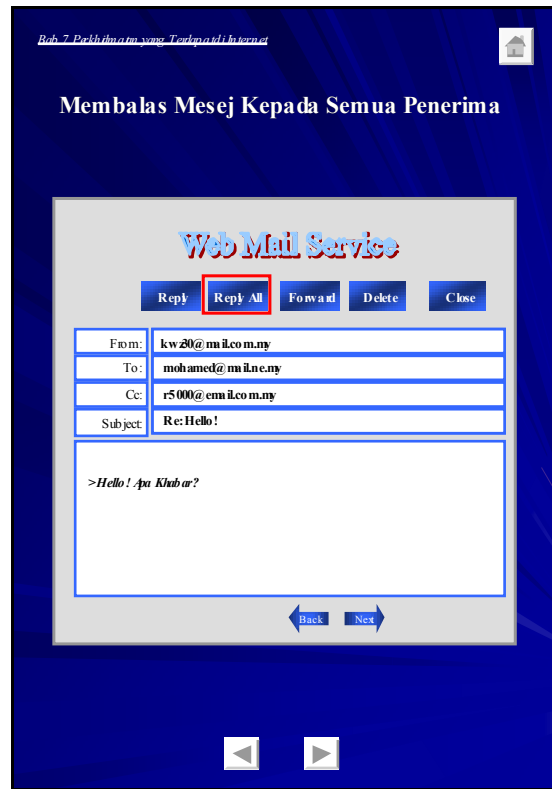 Bab 7 Perkhidmatan yang Terdapat di Internet
Membalas Mesej Kepada Semua Penerima
Web Mail Service
Reply Reply All Forward Delete Close
From: kwz30@mail.com.my
To: mohamed@mail.ne.my
Cc: r5000@email.com.my
Subject: Re: Hello!
>Hello! Apa Khabar?
Back Next